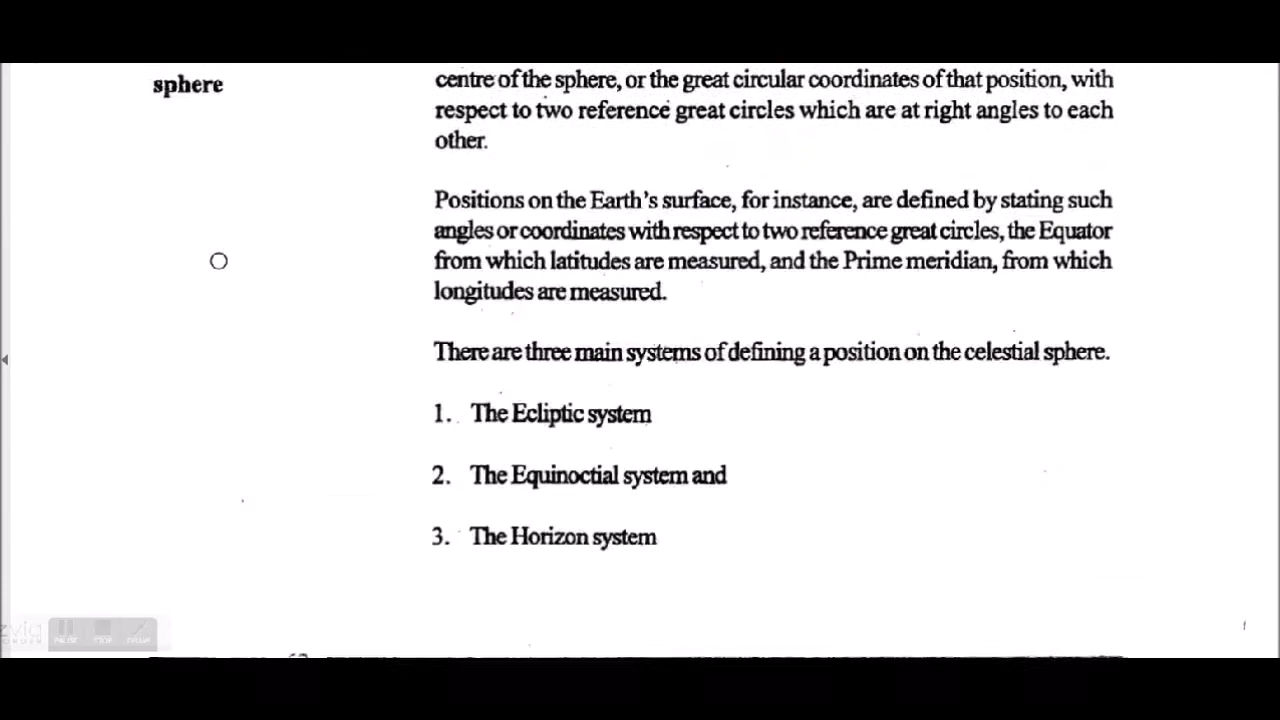 sphere
centre of the sphere, or the great circular coordinates of that position, with
respect to two reference great circles which are at right angles to each
other.
Positions on the Earth's surface, for instance, are defined by stating such
angles or coordinates with respect to two reference great circles, the Equator
from which latitudes are measured, and the Prime meridian, from which
longitudes are measured.
There are three main systems of defining a position on the celestial sphere.
1. The Ecliptic system
2. The Equinoctial system and
3. The Horizon system
PAUSE STOP DRAW